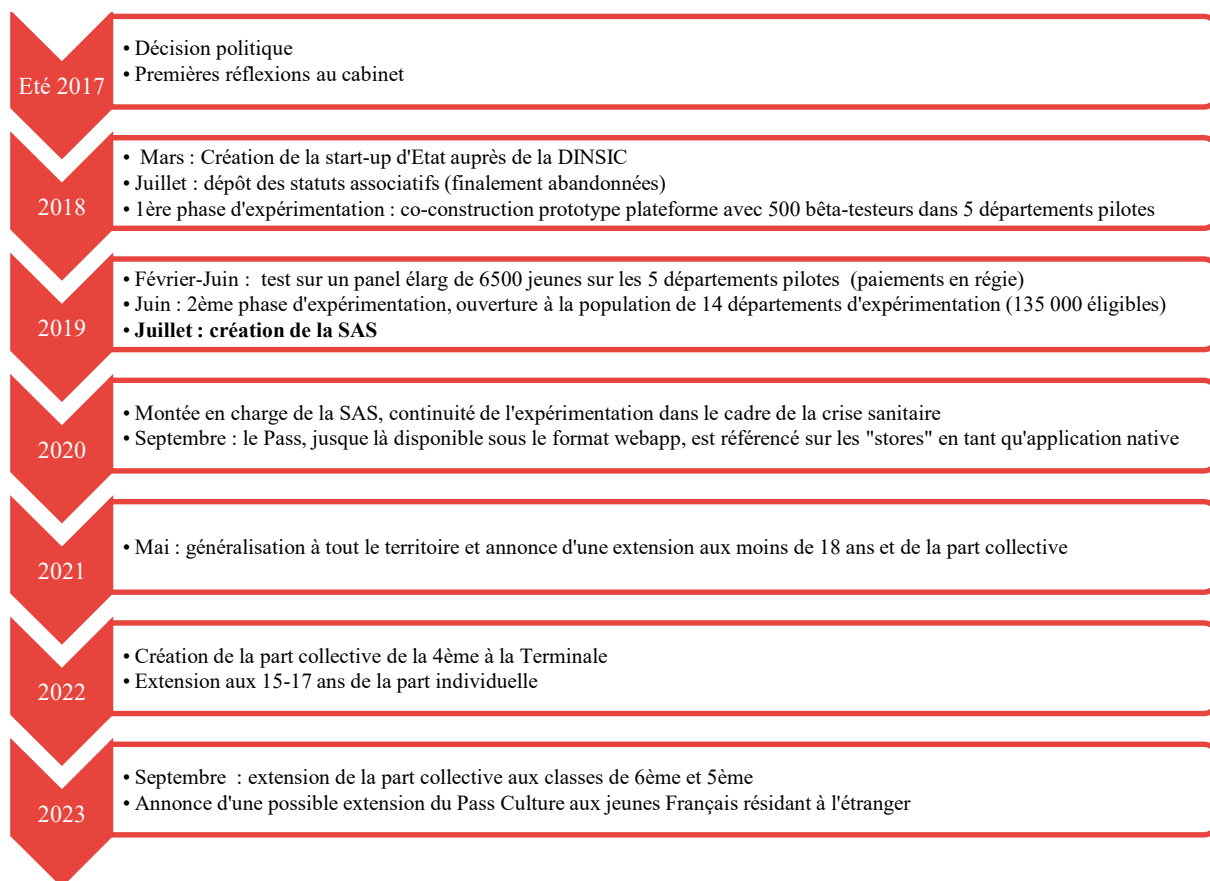 Eté 2017
• Décision politique
• Premières réflexions au cabinet
2018
• Mars : Création de la start-up d'Etat auprès de la DINSIC
• Juillet : dépôt des statuts associatifs (finalement abandonnées)
• 1ère phase d'expérimentation : co-construction prototype plateforme avec 500 bêta-testeurs dans 5 départements pilotes
2019
• Février-Juin : test sur un panel élarg de 6500 jeunes sur les 5 départements pilotes (paiements en régie)
• Juin : 2ème phase d'expérimentation, ouverture à la population de 14 départements d'expérimentation (135 000 éligibles)
• Juillet : création de la SAS
2020
• Montée en charge de la SAS, continuité de l'expérimentation dans le cadre de la crise sanitaire
• Septembre : le Pass, jusque là disponible sous le format webapp, est référencé sur les "stores" en tant qu'application native
2021
• Mai : généralisation à tout le territoire et annonce d'une extension aux moins de 18 ans et de la part collective
2022
• Création de la part collective de la 4ème à la Terminale
• Extension aux 15-17 ans de la part individuelle
2023
• Septembre : extension de la part collective aux classes de 6ème et 5ème
• Annonce d'une possible extension du Pass Culture aux jeunes Français résidant à l'étranger